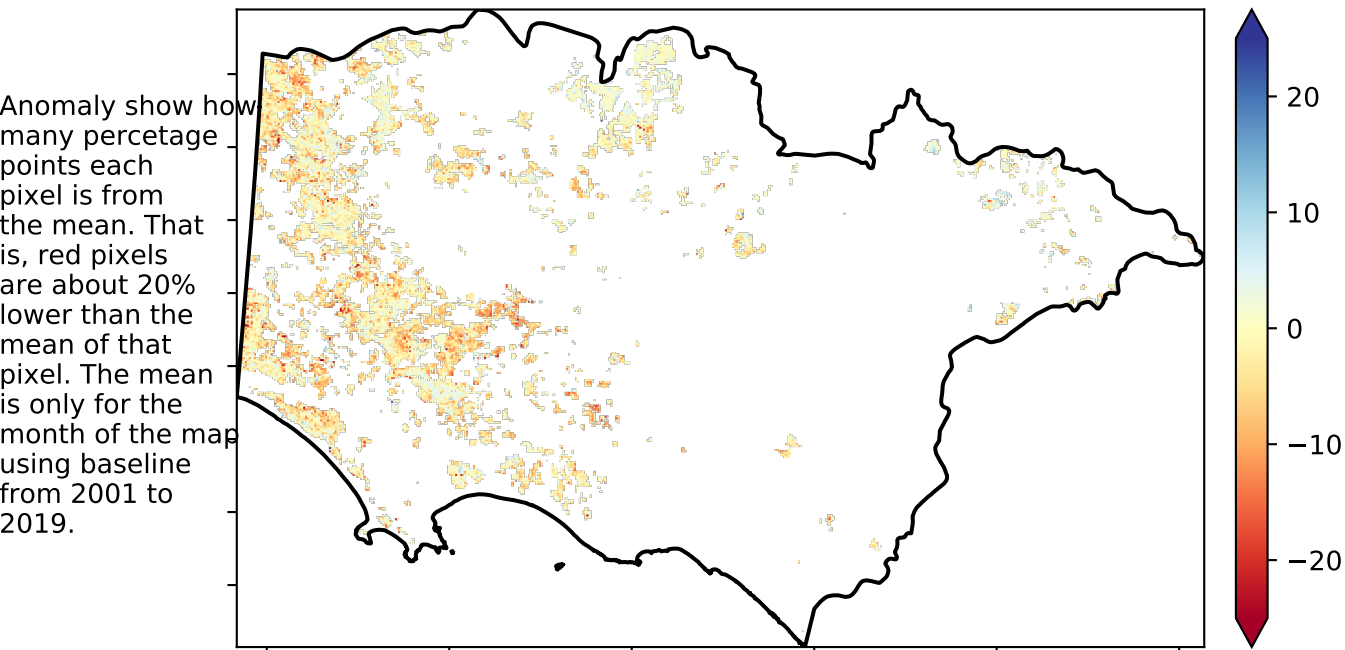 Anomaly show how
many percetage
points each
pixel is from
the mean. That
is, red pixels
are about 20%
lower than the
mean of that
pixel. The mean
is only for the
month of the map
using baseline
from 2001 to
2019.
20
10
0
−10
−20